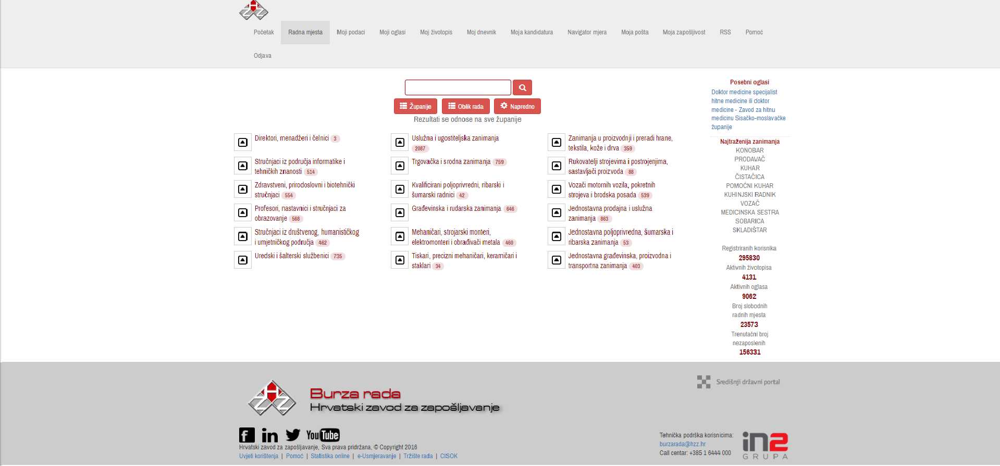 HZZ
Početak
Radna mjesta
Moji podaci
Moji oglasi
Moj životopis
Moj dnevnik
Moja kandidatura
Navigator mjera
Moja pošta
Moja zapošljivost
RSS
Pomoć
Odjava
Županije
Oblik rada
Napredno
Rezultati se odnose na sve županije
Direktori, menadžeri i čelnici 3
Stručnjaci iz područja informatike i
tehničkih znanosti 514
Zdravstveni, prirodoslovni i biotehnički
stručnjaci 554
Profesori, nastavnici i stručnjaci za
obrazovanje 568
Stručnjaci iz društvenog, humanističkog
i umjetničkog područja 462
Uredski i šalterski službenici 735
Uslužna i ugostiteljska zanimanja
2087
Trgovačka i srodna zanimanja 759
Kvalificirani poljoprivredni, ribarski i
šumarski radnici 42
Građevinska i rudarska zanimanja 646
Mehaničari, strojarski monteri,
elektromonteri i obrađivači metala 460
Tiskari, precizni mehaničari, keramičari i
staklari 34
Zanimanja u proizvodnji i preradi hrane,
tekstila, kože i drva 359
Rukovatelji strojevima i postrojenjima,
sastavljači proizvoda 88
Vozači motornih vozila, pokretnih
strojeva i brodska posada 539
Jednostavna prodajna i uslužna
zanimanja 863
Jednostavna poljoprivredna, šumarska i
ribarska zanimanja 53
Jednostavna građevinska, proizvodna i
transportna zanimanja 403
Posebni oglasi
Doktor medicine specijalist
hitne medicine ili doktor
medicine - Zavod za hitnu
medicinu Sisačko-moslavačke
županije
Najtraženija zanimanja
KONOBAR
PRODAVAČ
KUHAR
ČISTAČICA
POMOĆNI KUHAR
KUHINJSKI RADNIK
VOZAČ
MEDICINSKA SESTRA
SOBARICA
SKLADIŠTAR
Registriranih korisnika
295830
Aktivnih životopisa
4131
Aktivnih oglasa
9062
Broj slobodnih
radnih mjesta
23573
Trenutačni broj
nezaposlenih
156331
HZZ
Burza rada
Hrvatski zavod za zapošljavanje
Središnji državni portal
f in YouTube
Hrvatski zavod za zapošljavanje, Sva prava pridržana, © Copyright 2016
Uvjeti korištenja | Pomoć | Statistika online | e-Usmjeravanje | Tržište rada | CISOK
Tehnička podrška korisnicima:
burzarada@hzz.hr
Call centar: +385 1 6444 000
in2
GRUPA